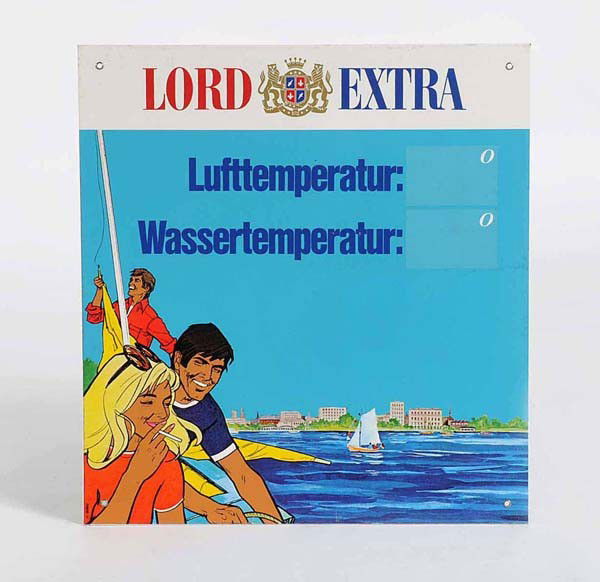 LORD EXTRA
Lufttemperatur: °
Wassertemperatur: °